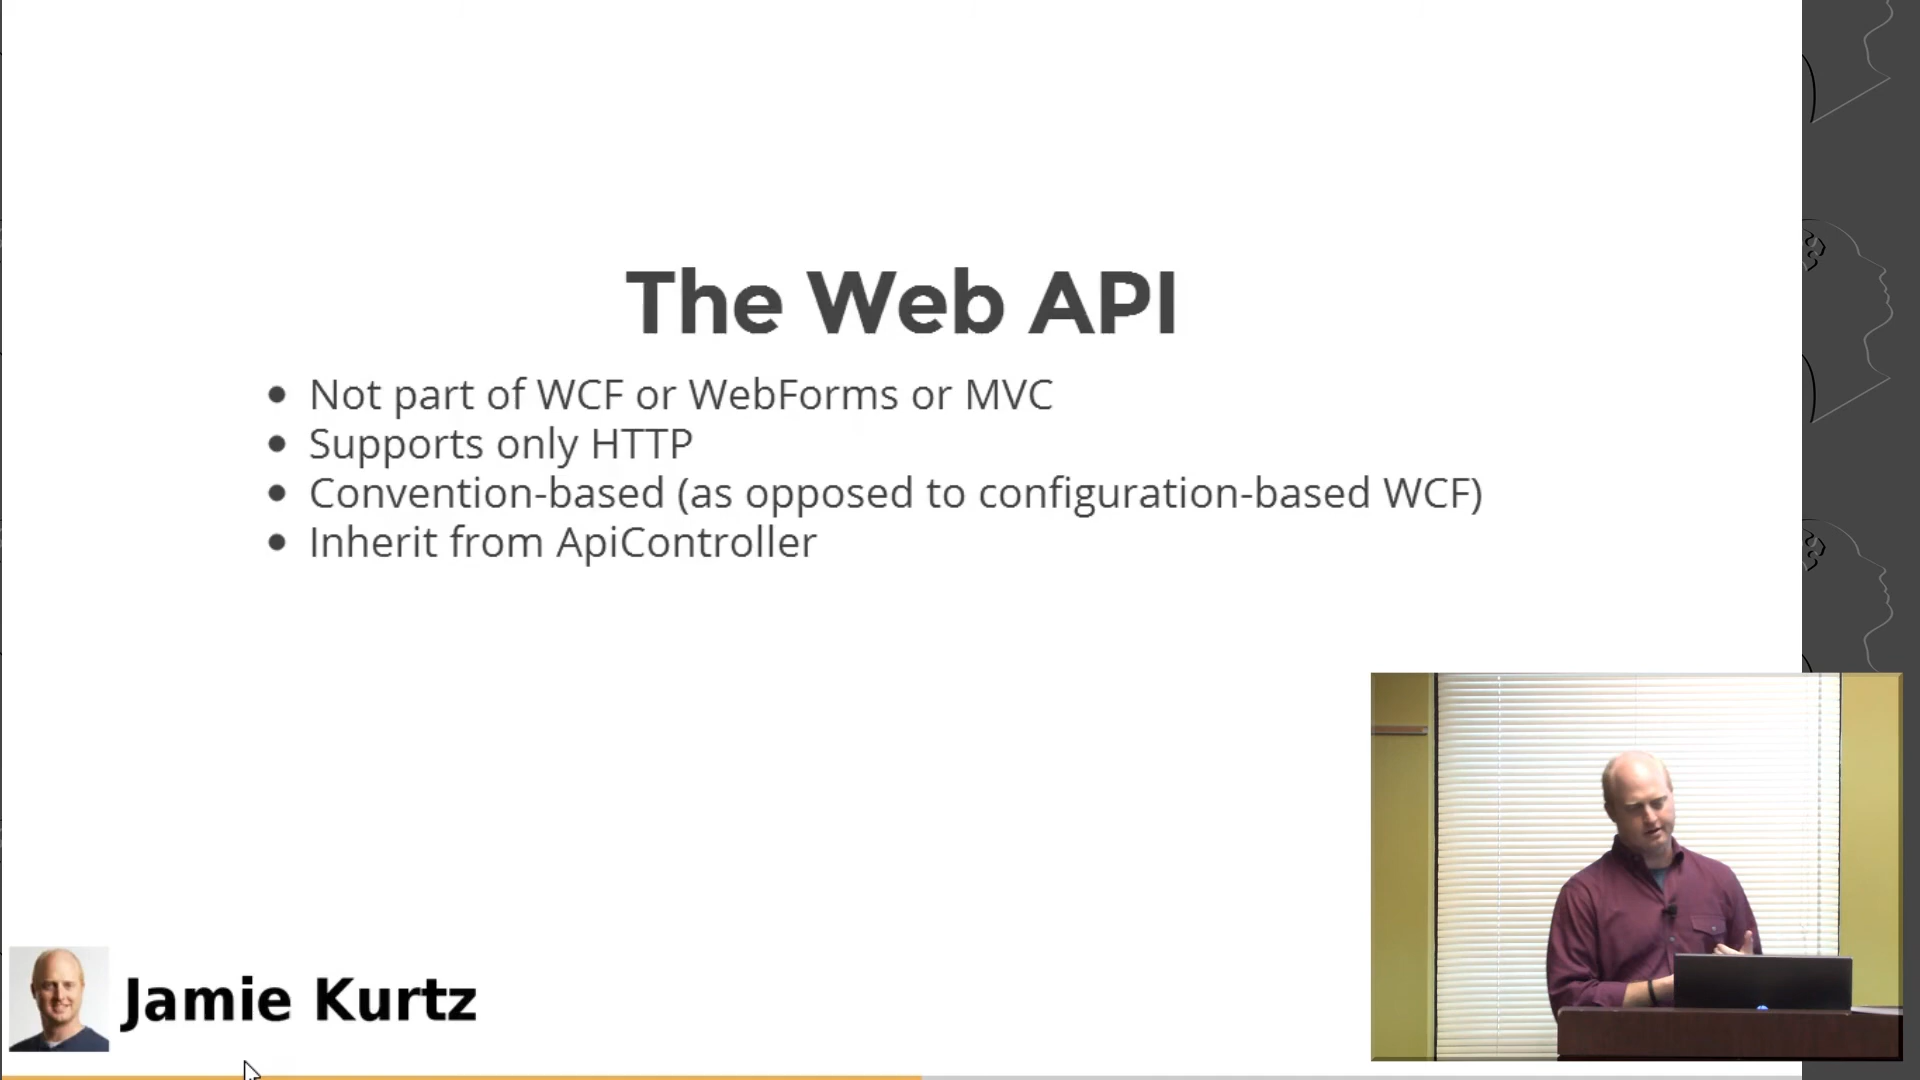 The Web API
Not part of WCF or WebForms or MVC
Supports only HTTP
Convention-based (as opposed to configuration-based WCF)
Inherit from ApiController
Jamie Kurtz